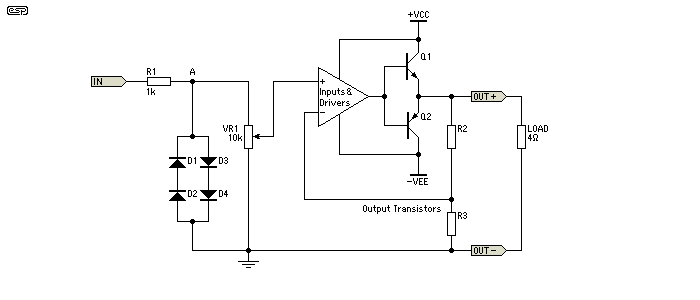 esp
+VCC
Q1
R1
A
IN
1k
+
Inputs &
Drivers
−
OUT+
VR1
10k
Q2
R2
LOAD
4Ω
D1
D3
D2
D4
−VEE
Output Transistors
R3
OUT−